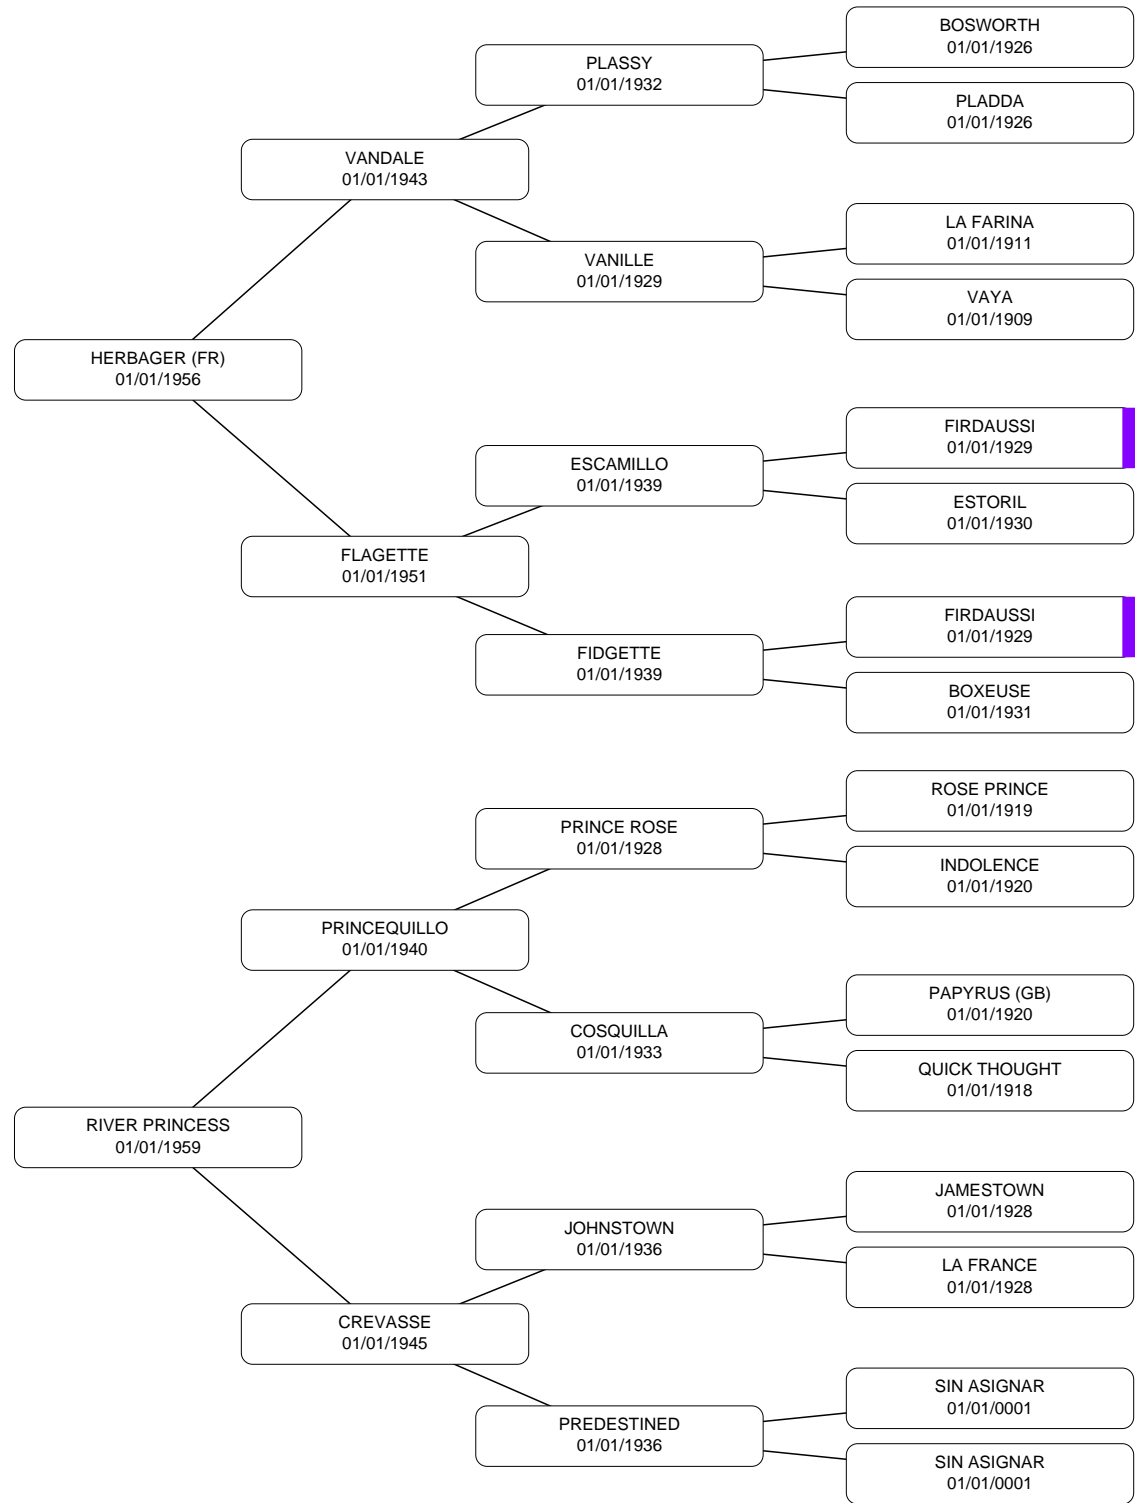 BOSWORTH
01/01/1926
PLASSY
01/01/1932
PLADDA
01/01/1926
VANDALE
01/01/1943
LA FARINA
01/01/1911
VANILLE
01/01/1929
VAYA
01/01/1909
HERBAGER (FR)
01/01/1956
FIRDAUSSI
01/01/1929
ESCAMILLO
01/01/1939
ESTORIL
01/01/1930
FLAGETTE
01/01/1951
FIRDAUSSI
01/01/1929
FIDGETTE
01/01/1939
BOXEUSE
01/01/1931
ROSE PRINCE
01/01/1919
PRINCE ROSE
01/01/1928
INDOLENCE
01/01/1920
PRINCEQUILLO
01/01/1940
PAPYRUS (GB)
01/01/1920
COSQUILLA
01/01/1933
QUICK THOUGHT
01/01/1918
RIVER PRINCESS
01/01/1959
JAMESTOWN
01/01/1928
JOHNSTOWN
01/01/1936
LA FRANCE
01/01/1928
CREVASSE
01/01/1945
SIN ASIGNAR
01/01/0001
PREDESTINED
01/01/1936
SIN ASIGNAR
01/01/0001